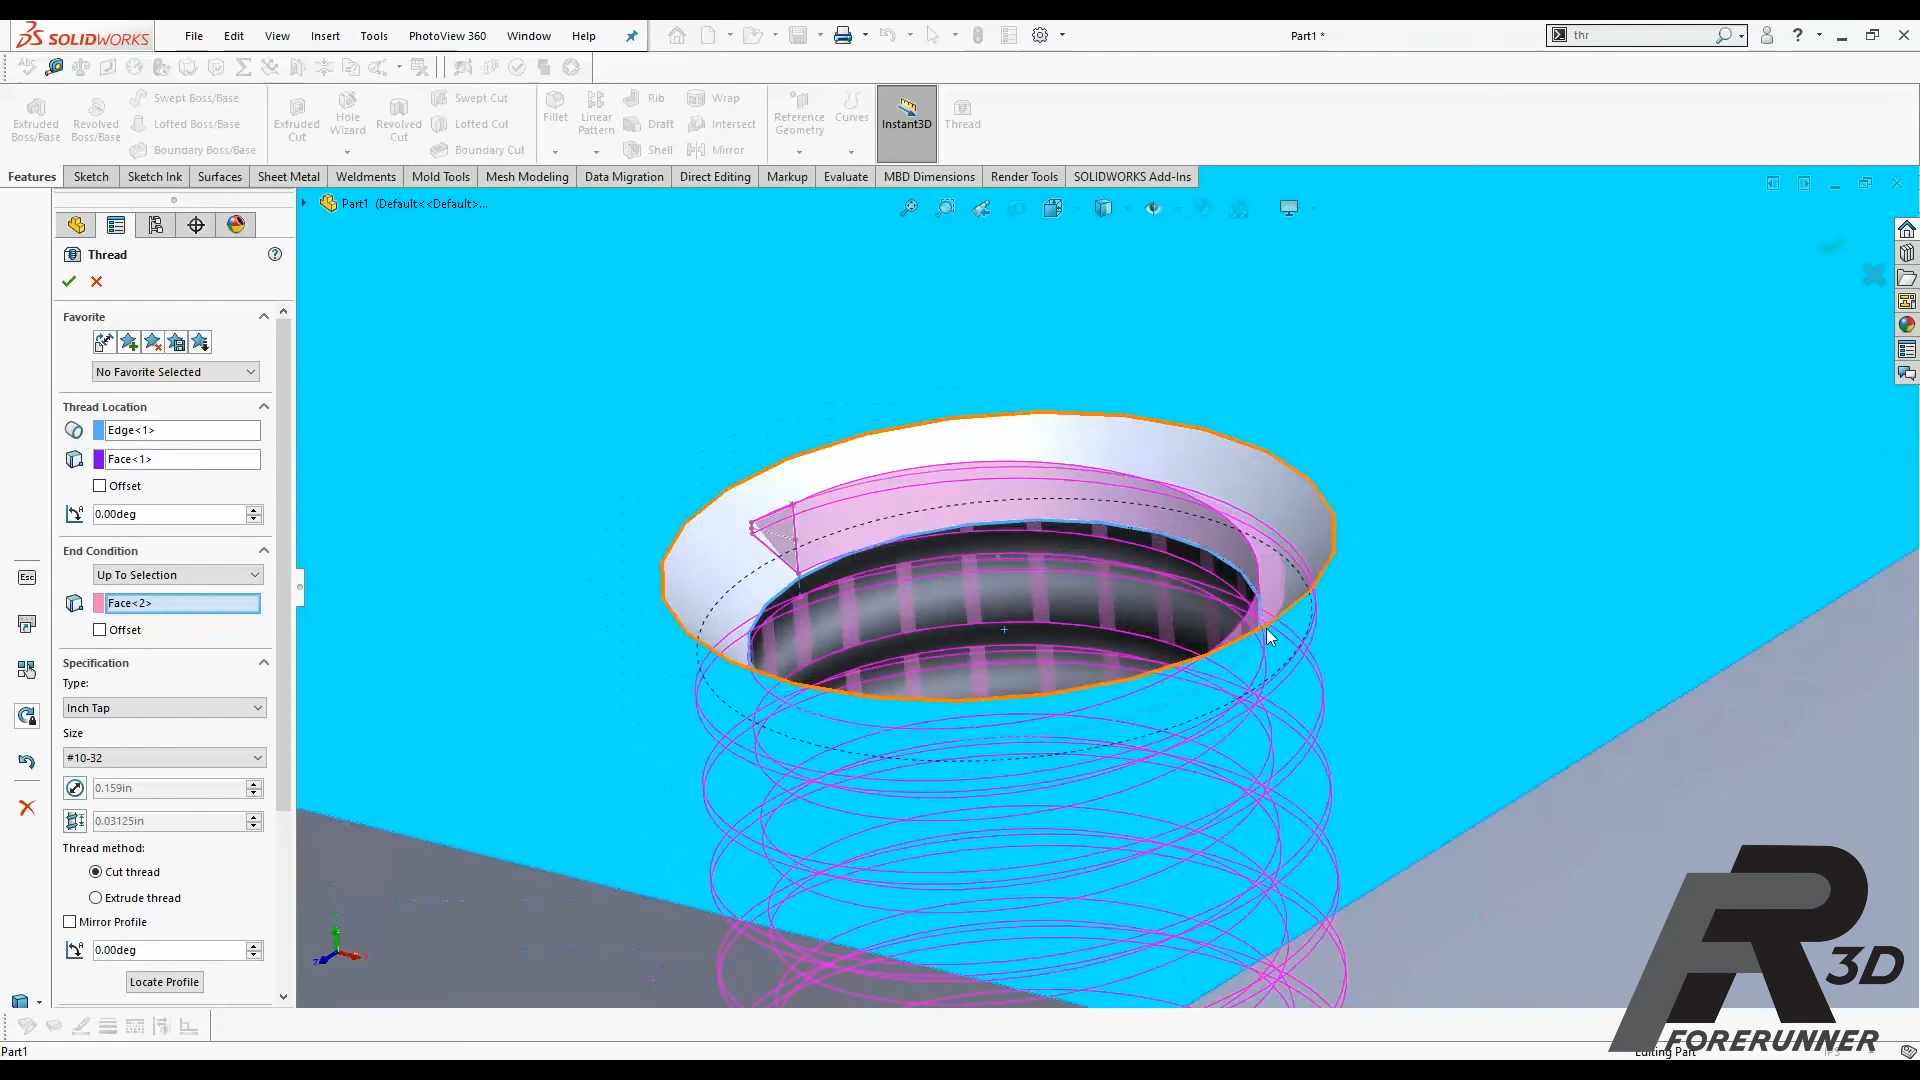 SOLIDWORKS
File Edit View Insert Tools PhotoView 360 Window Help
Part1 *
thr
Extruded Boss/Base
Revolved Boss/Base
Swept Boss/Base
Lofted Boss/Base
Boundary Boss/Base
Extruded Cut
Hole Wizard
Revolved Cut
Swept Cut
Lofted Cut
Boundary Cut
Fillet
Linear Pattern
Rib
Draft
Shell
Wrap
Intersect
Mirror
Reference Geometry
Curves
Instant3D
Thread
Features Sketch Sketch Ink Surfaces Sheet Metal Weldments Mold Tools Mesh Modeling Data Migration Direct Editing Markup Evaluate MBD Dimensions Render Tools SOLIDWORKS Add-Ins
Part1 (Default<<Default>...
Thread
Favorite
No Favorite Selected
Thread Location
Edge<1>
Face<1>
Offset
0.00deg
End Condition
Up To Selection
Esc
Face<2>
Offset
Specification
Type:
Inch Tap
Size
#10-32
0.159in
0.03125in
Thread method:
Cut thread
Extrude thread
Mirror Profile
0.00deg
Locate Profile
3D
FORERUNNER
Part1
Editing Part
IPS